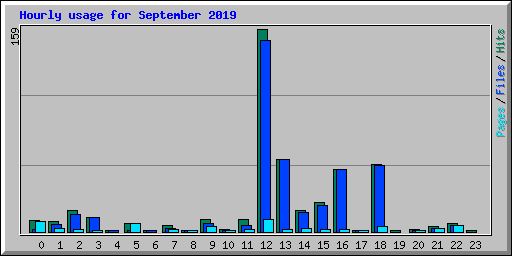 Hourly usage for September 2019
159
Pages/Files/Hits
0 1 2 3 4 5 6 7 8 9 10 11 12 13 14 15 16 17 18 19 20 21 22 23